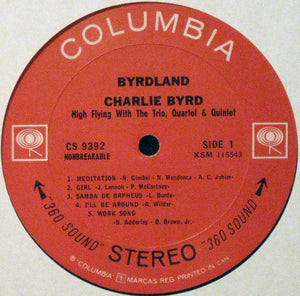 COLUMBIA
BYRDLAND
CHARLIE BYRD
High Flying With The Trio, Quartet & Quintet
CS 9392
NONBREAKABLE
SIDE 1
XSM 115543
1. MEDITATION - N. Gimbel - N. Mendonca - A. C. Jobim-
2. GIRL - J. Lennon - P. McCartney-
3. SAMBA DE ORPHEUS - L. Bonfa-
4. I'LL BE AROUND - A. Wilder-
5. WORK SONG
- N. Adderley - O. Brown, Jr.-
"360 SOUND" STEREO "360 SOUND"
® COLUMBIA MARCAS REG. PRINTED IN CAN.